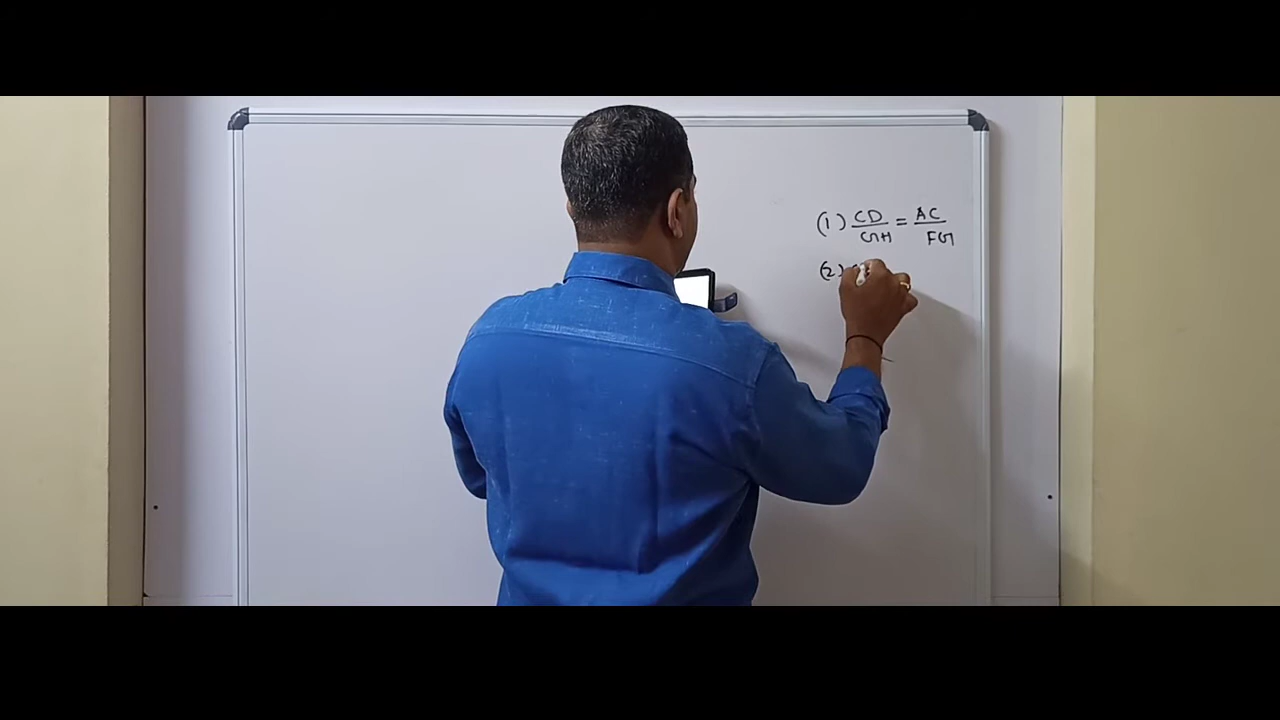 (1) CD/GH = AC/FG
(2)